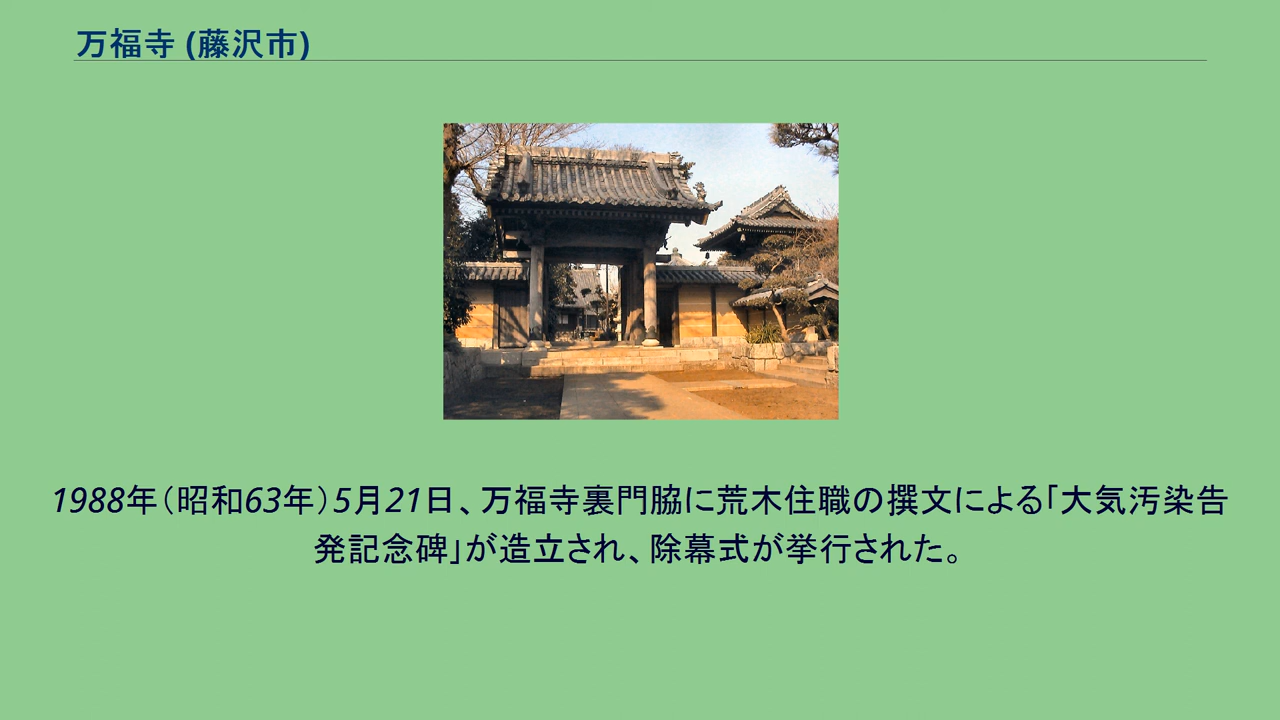 万福寺 (藤沢市)
1988年（昭和63年）5月21日、万福寺裏門脇に荒木住職の撰文による「大気汚染告
発記念碑」が造立され、除幕式が挙行された。